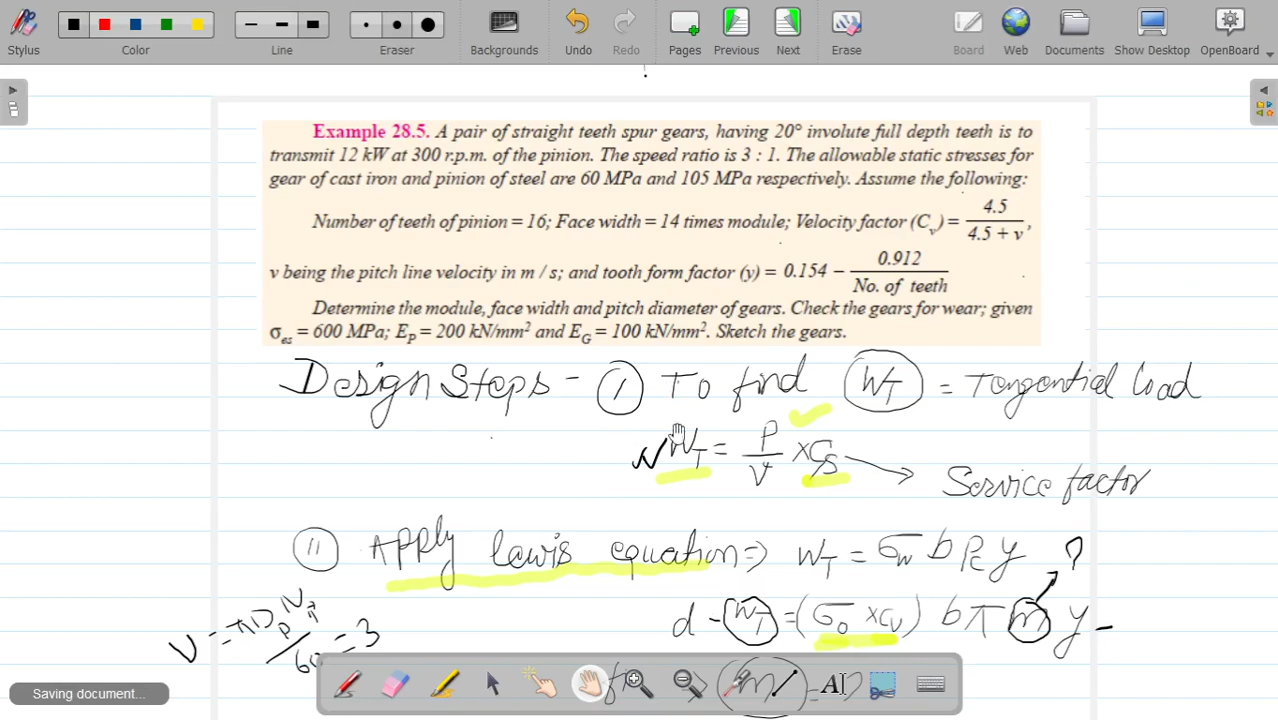 Stylus Color Line Eraser Backgrounds Undo Redo Pages Previous Next Erase Board Web Documents Show Desktop OpenBoard
Example 28.5. A pair of straight teeth spur gears, having 20° involute full depth teeth is to
transmit 12 kW at 300 r.p.m. of the pinion. The speed ratio is 3 : 1. The allowable static stresses for
gear of cast iron and pinion of steel are 60 MPa and 105 MPa respectively. Assume the following:
Number of teeth of pinion = 16; Face width = 14 times module; Velocity factor (Cv) = 4.5 / 4.5 + v,
v being the pitch line velocity in m / s; and tooth form factor (y) = 0.154 – 0.912 / No. of teeth
Determine the module, face width and pitch diameter of gears. Check the gears for wear; given
σes = 600 MPa; EP = 200 kN/mm² and EG = 100 kN/mm². Sketch the gears.
Design Steps - I To find WT = Tangential load
WT = P/V × CS → Service factor
II Apply lewis equation => WT = σw b Pc y ?
WT = (σo × Cv) b π m y
V = πDpNp/60 = 3
Saving document...